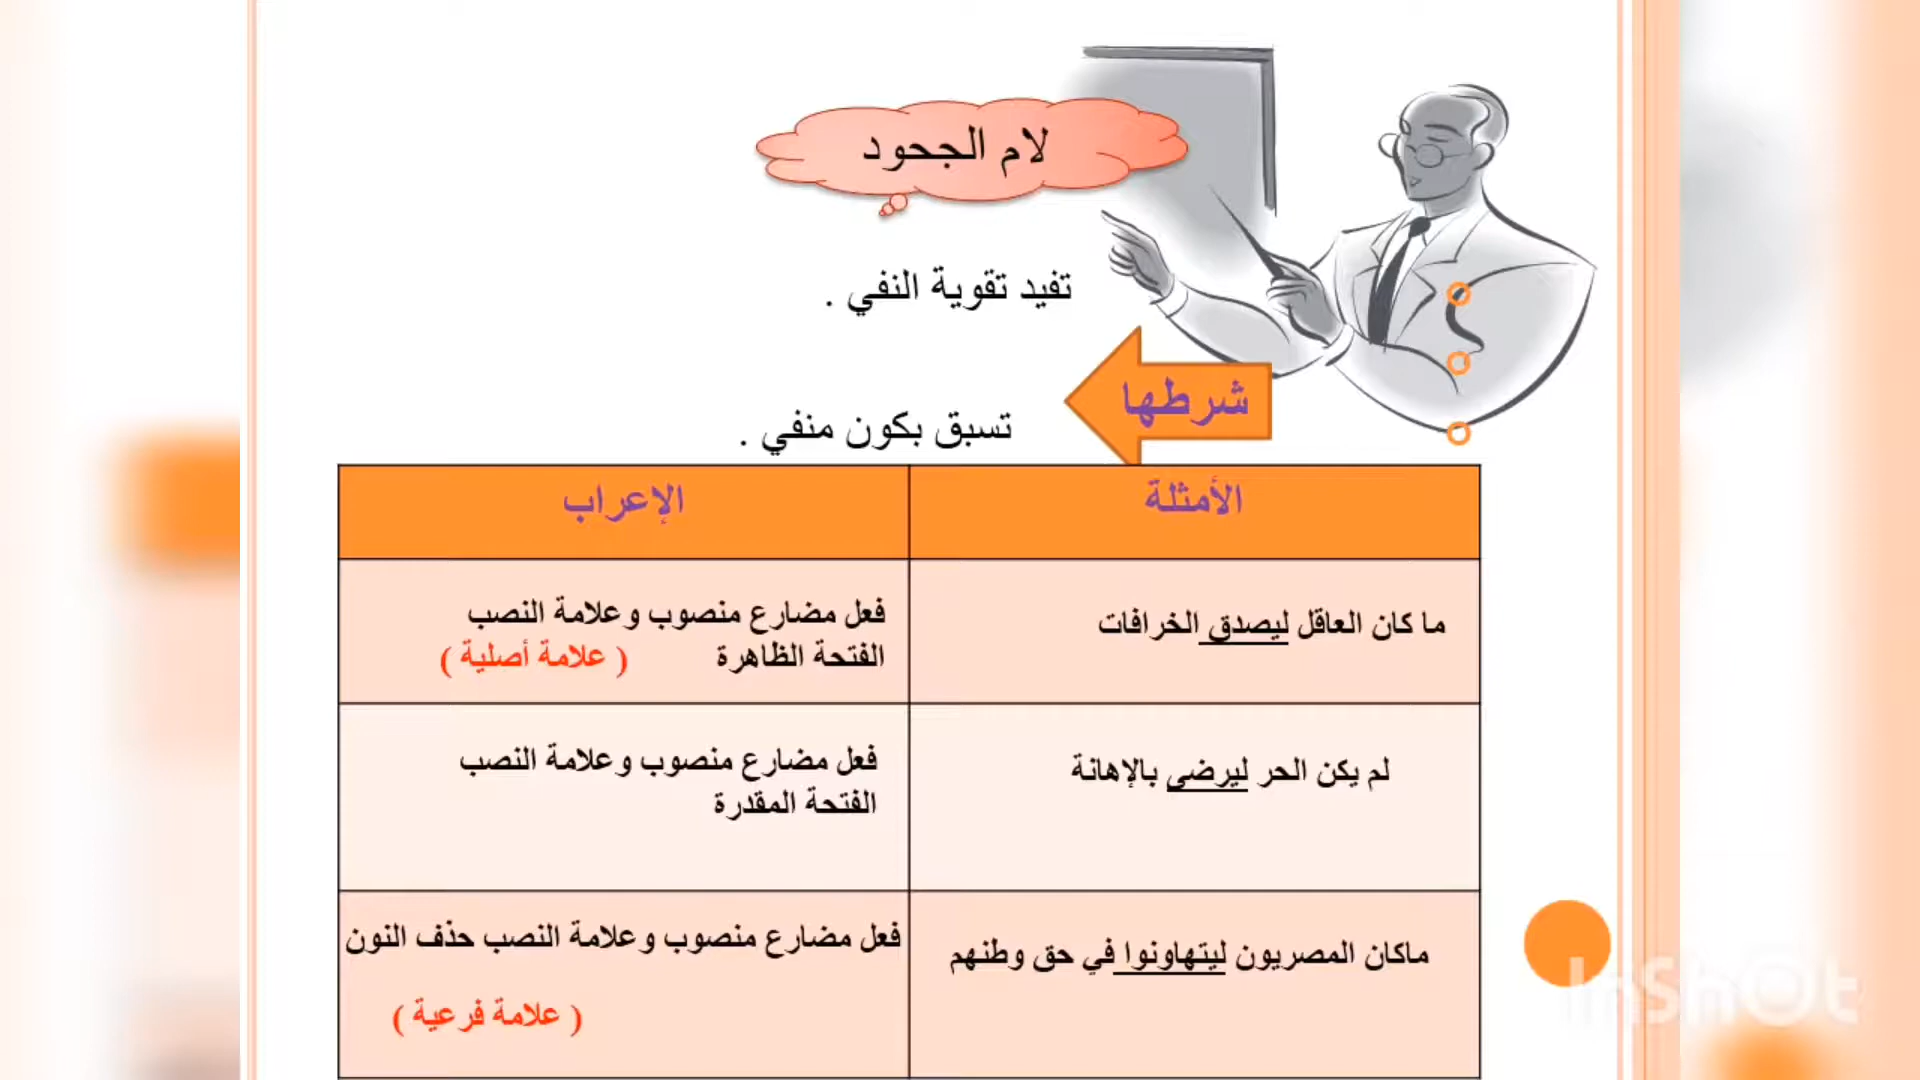 لام الجحود
تفيد تقوية النفي .
شرطها
تسبق بكون منفي .
الأمثلة
الإعراب
ما كان العاقل ليصدق الخرافات
فعل مضارع منصوب وعلامة النصب
الفتحة الظاهرة ( علامة أصلية )
لم يكن الحر ليرضى بالإهانة
فعل مضارع منصوب وعلامة النصب
الفتحة المقدرة
ماكان المصريون ليتهاونوا في حق وطنهم
فعل مضارع منصوب وعلامة النصب حذف النون
( علامة فرعية )
InShOt